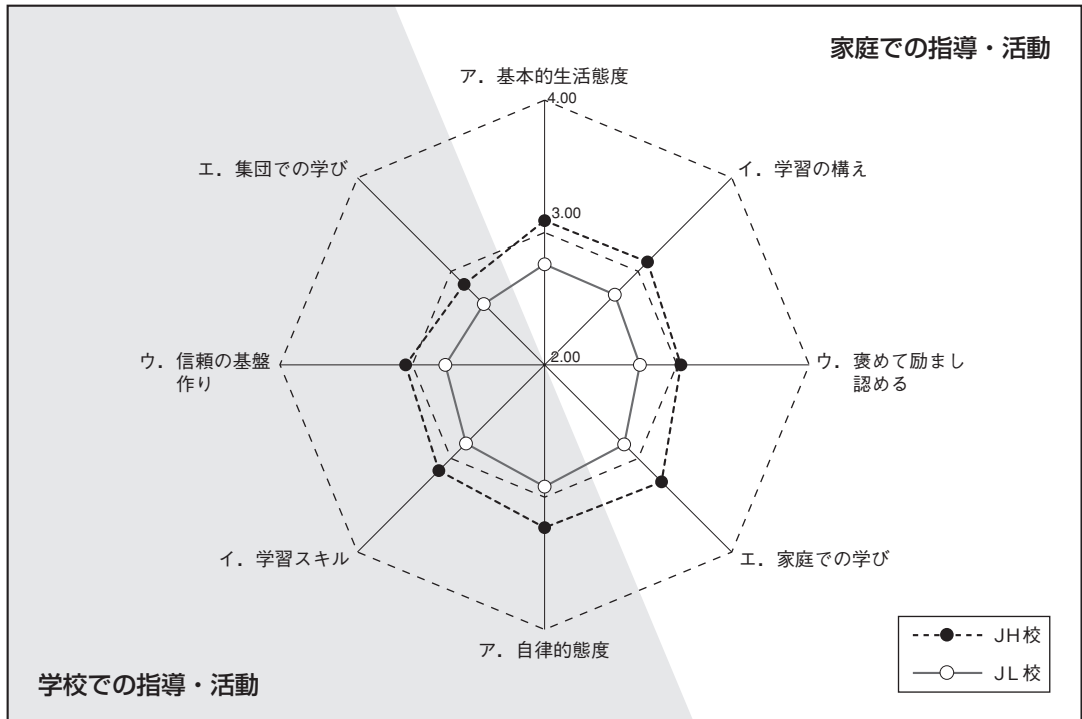 家庭での指導・活動
ア．基本的生活態度
4.00
エ．集団での学び
イ．学習の構え
3.00
ウ．信頼の基盤
作り
2.00
ウ．褒めて励まし
認める
イ．学習スキル
エ．家庭での学び
ア．自律的態度
JH校
JL校
学校での指導・活動